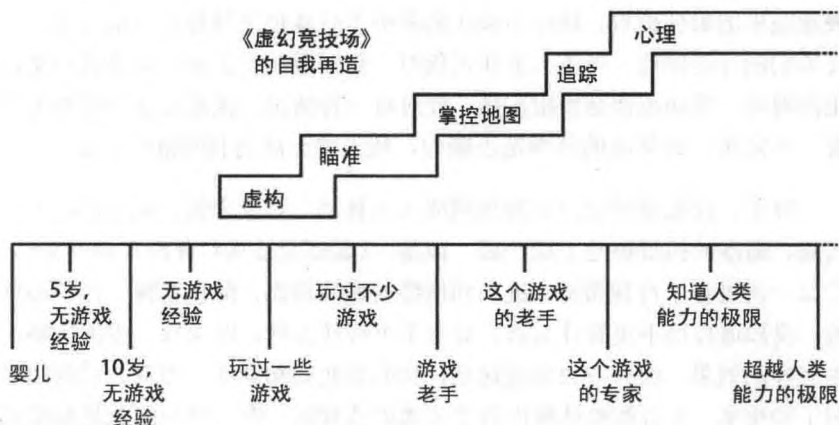 《虚幻竞技场》
的自我再造
心理
追踪
掌控地图
瞄准
虚构
婴儿
5岁,
无游戏
经验
10岁,
无游戏
经验
无游戏
经验
玩过一些
游戏
玩过不少
游戏
游戏
老手
这个游戏
的老手
这个游戏
的专家
知道人类
能力的极限
超越人类
能力的极限